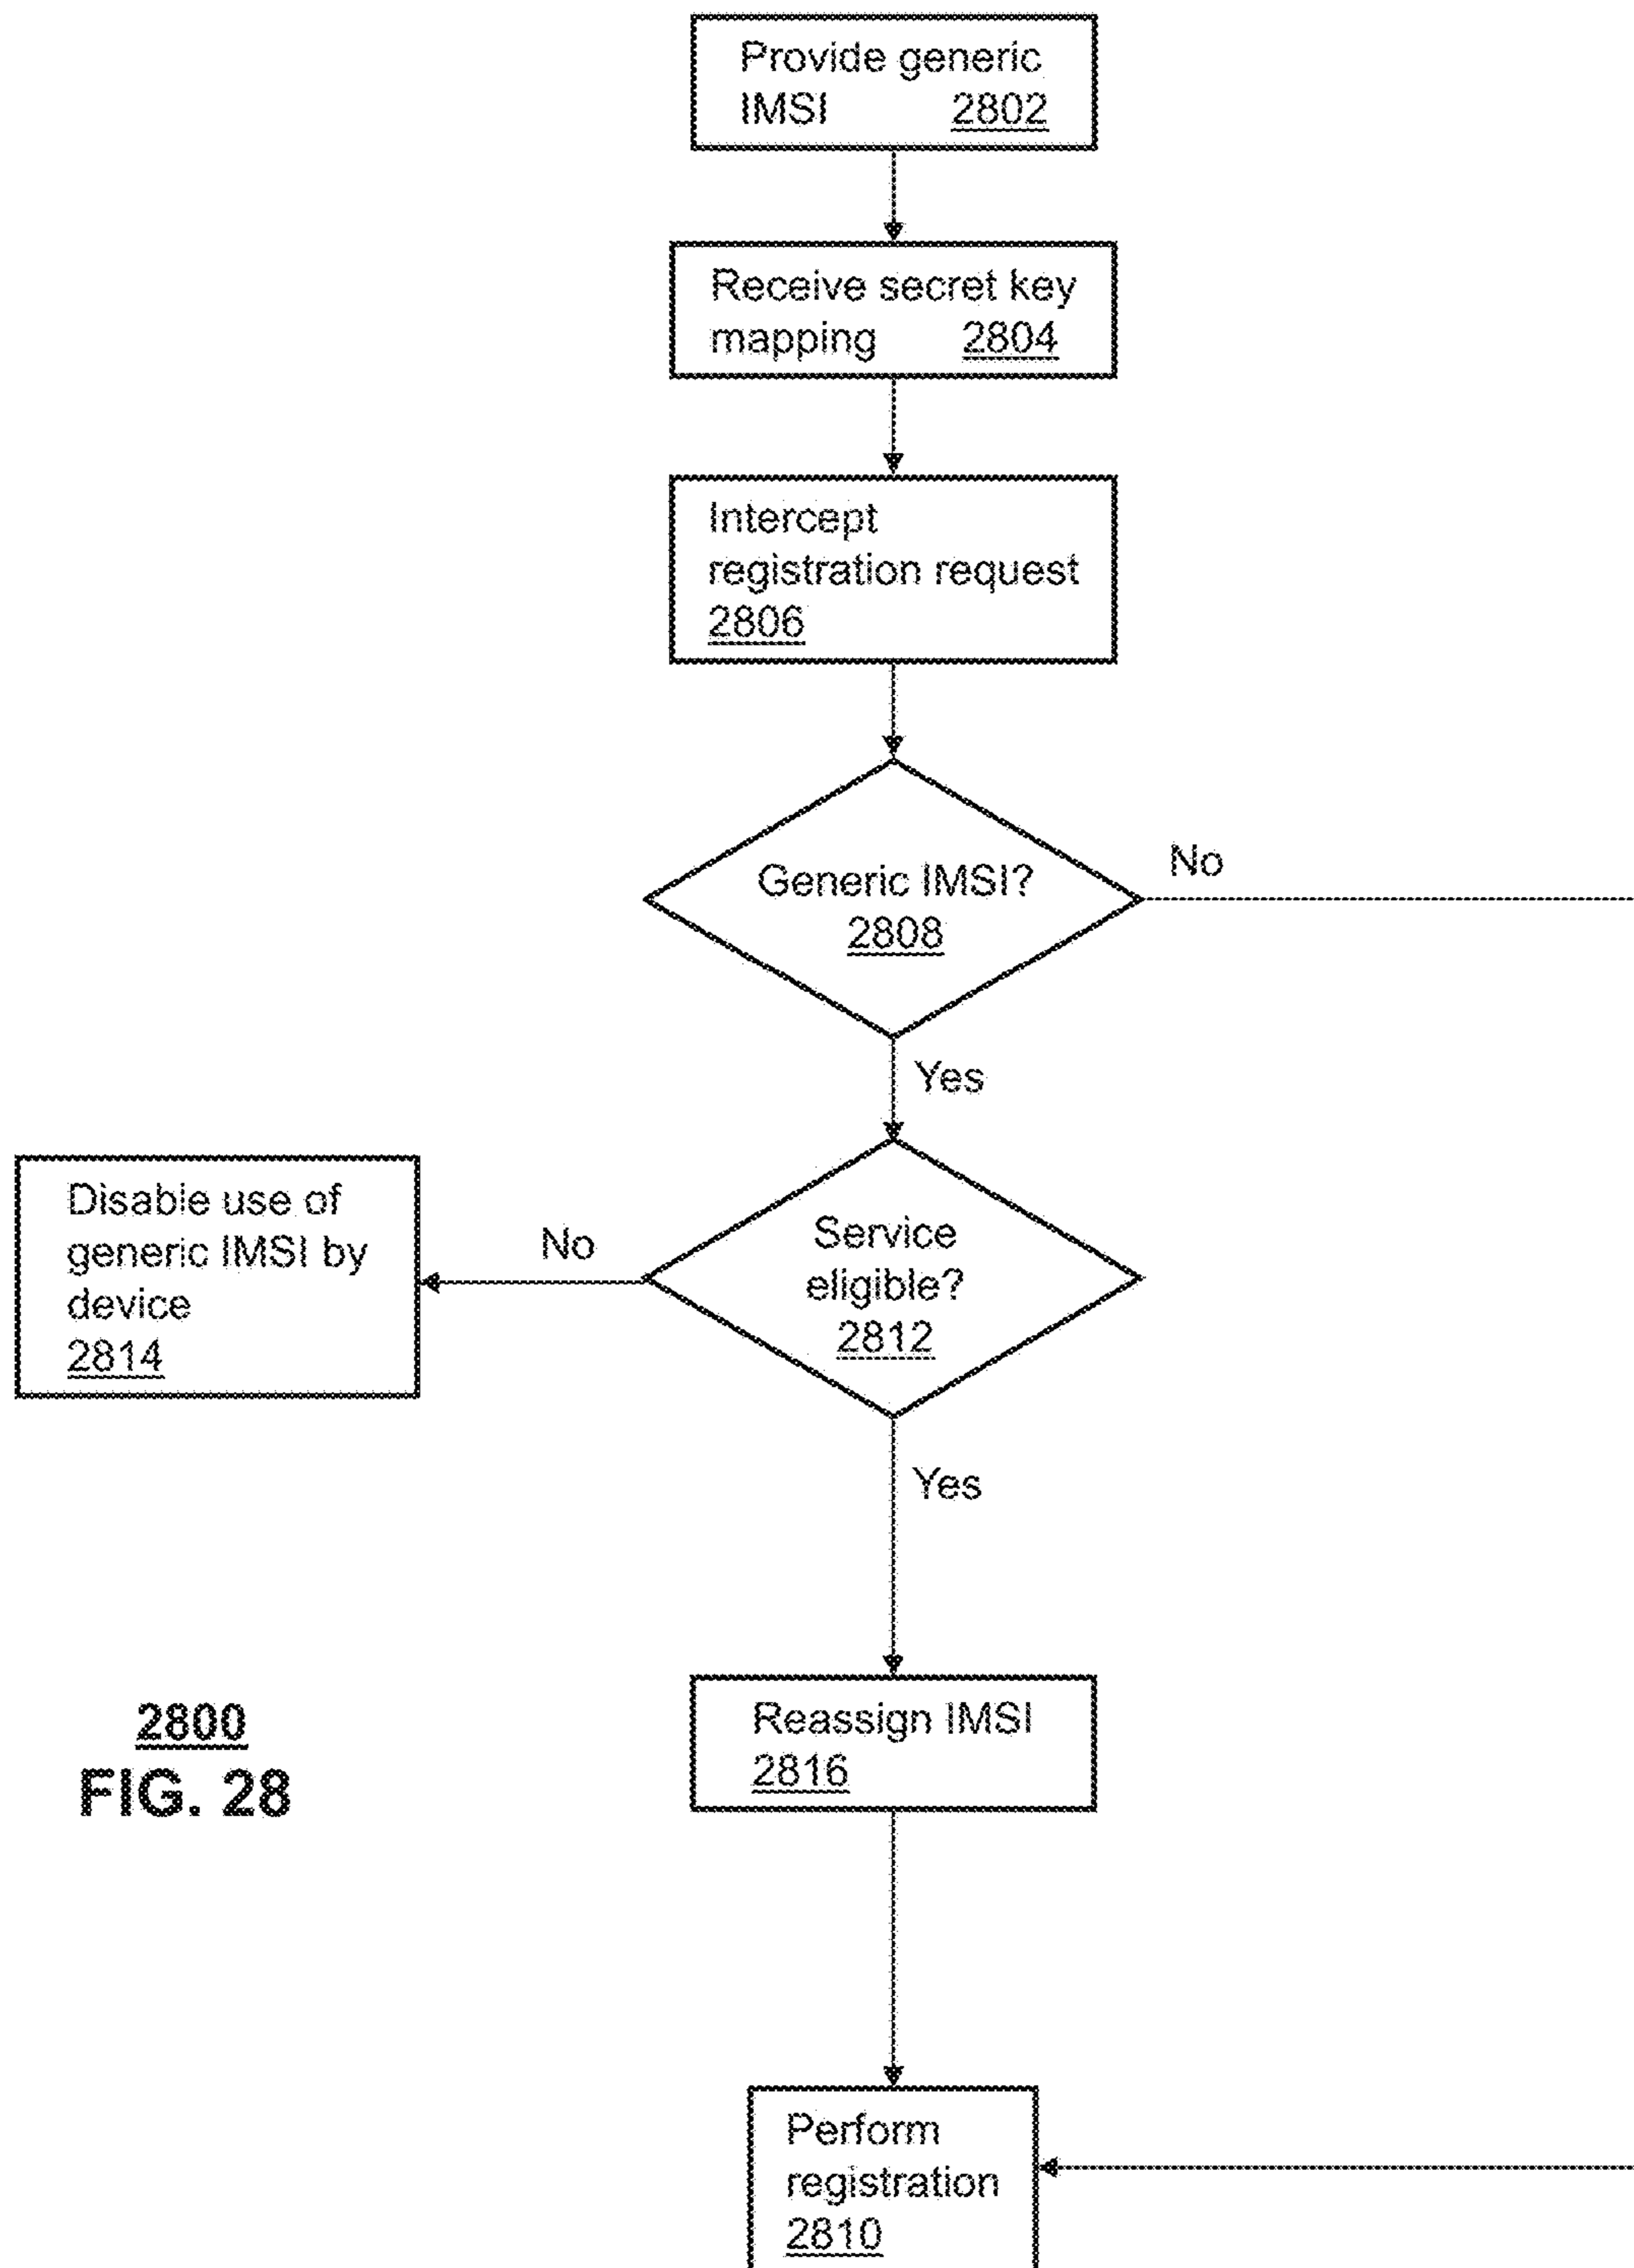 Provide generic
IMSI 2802
Receive secret key
mapping 2804
Intercept
registration request
2806
Generic IMSI?
2808
No
Yes
Service
eligible?
2812
No
Disable use of
generic IMSI by
device
2814
Yes
Reassign IMSI
2816
2800
FIG. 28
Perform
registration
2810